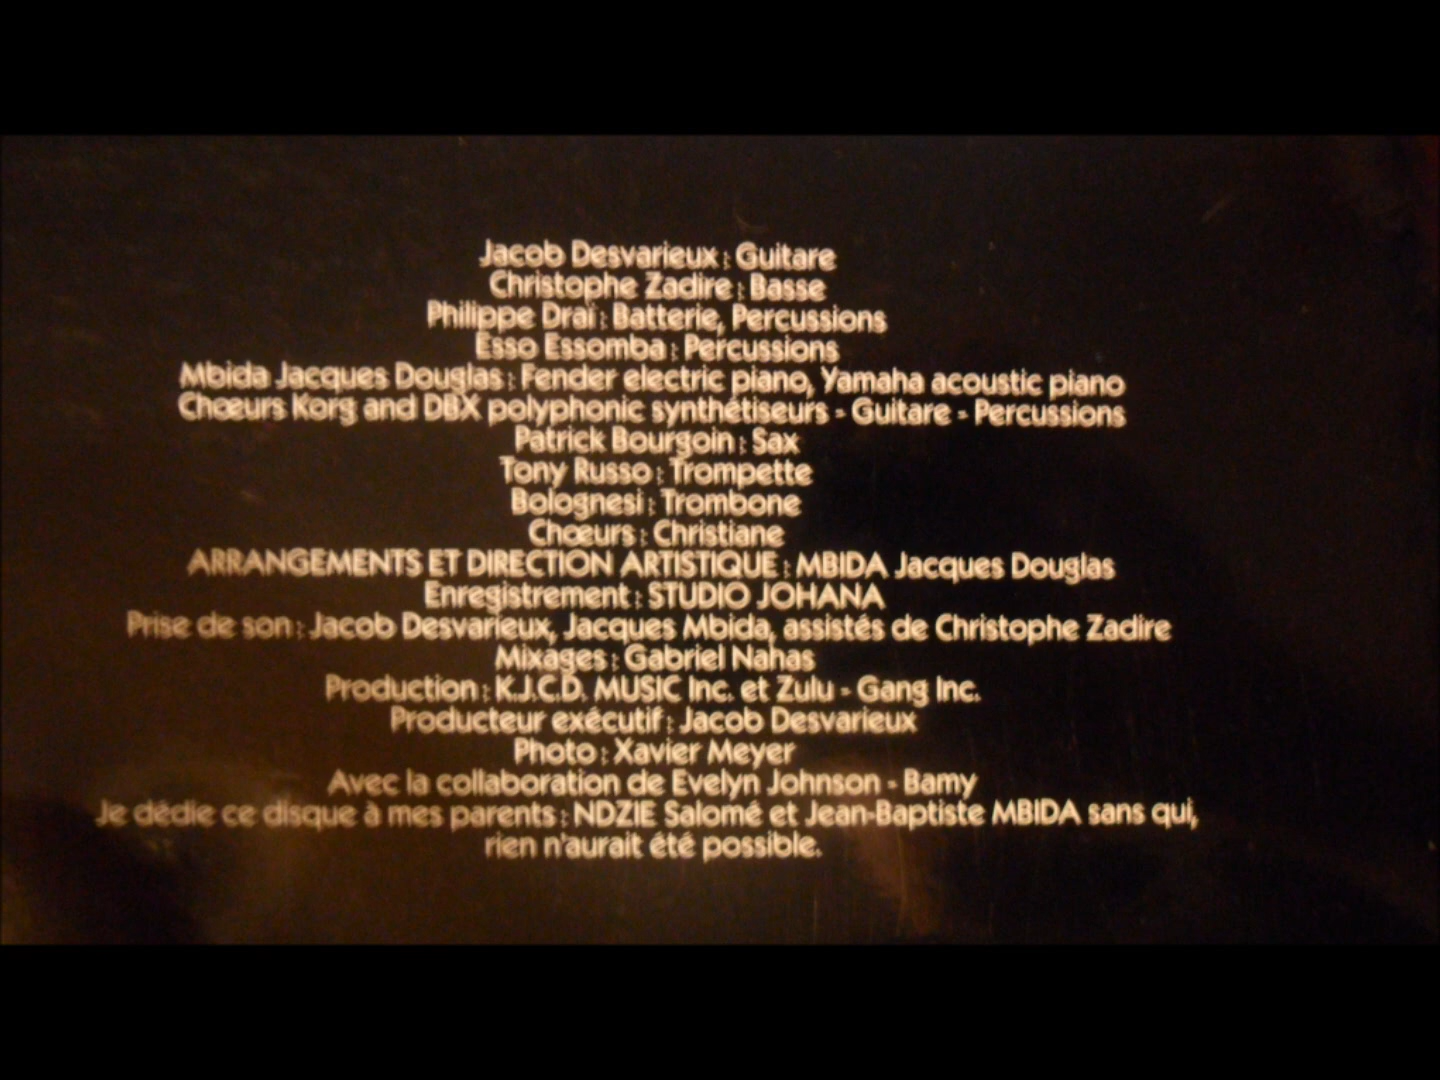 Jacob Desvarieux : Guitare
Christophe Zadire : Basse
Philippe Draï : Batterie, Percussions
Esso Essomba : Percussions
Mbida Jacques Douglas : Fender electric piano, Yamaha acoustic piano
Chœurs Korg and DBX polyphonic synthétiseurs - Guitare - Percussions
Patrick Bourgoin : Sax
Tony Russo : Trompette
Bolognesi : Trombone
Chœurs : Christiane
ARRANGEMENTS ET DIRECTION ARTISTIQUE : MBIDA Jacques Douglas
Enregistrement : STUDIO JOHANA
Prise de son : Jacob Desvarieux, Jacques Mbida, assistés de Christophe Zadire
Mixages : Gabriel Nahas
Production : K.J.C.D. MUSIC Inc. et Zulu - Gang Inc.
Producteur exécutif : Jacob Desvarieux
Photo : Xavier Meyer
Avec la collaboration de Evelyn Johnson - Bamy
Je dédie ce disque à mes parents : NDZIE Salomé et Jean-Baptiste MBIDA sans qui,
rien n'aurait été possible.